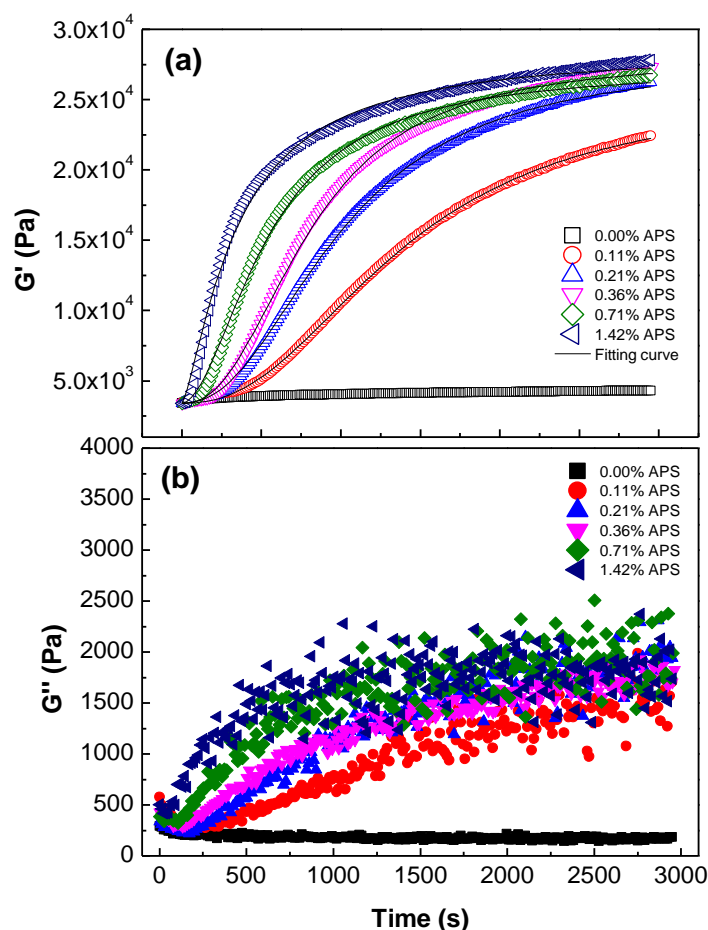 (a)
3.0x10⁴
2.5x10⁴
2.0x10⁴
1.5x10⁴
1.0x10⁴
5.0x10³
G' (Pa)
0.00% APS
0.11% APS
0.21% APS
0.36% APS
0.71% APS
1.42% APS
Fitting curve
(b)
4000
3500
3000
2500
2000
1500
1000
500
0
G'' (Pa)
0.00% APS
0.11% APS
0.21% APS
0.36% APS
0.71% APS
1.42% APS
0 500 1000 1500 2000 2500 3000
Time (s)